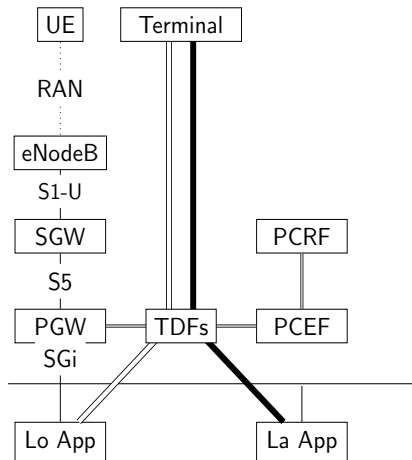 UE Terminal
RAN
eNodeB
S1-U
SGW PCRF
S5
PGW TDFs PCEF
SGi
Lo App La App